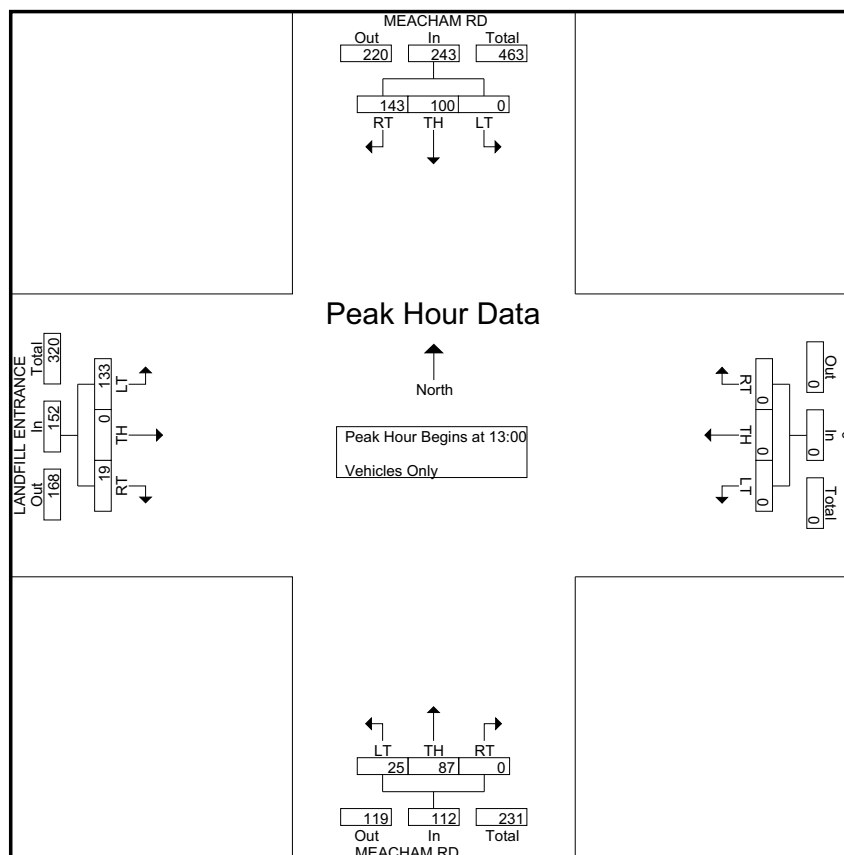 MEACHAM RD
Out In Total
220 243 463
143 100 0
RT TH LT
Peak Hour Data
North
Peak Hour Begins at 13:00
Vehicles Only
LANDFILL ENTRANCE
Out In Total
168 152 320
19 0 133
RT TH LT
Out In Total
0 0 0
0 0 0
RT TH LT
LT TH RT
25 87 0
119 112 231
Out In Total
MEACHAM RD